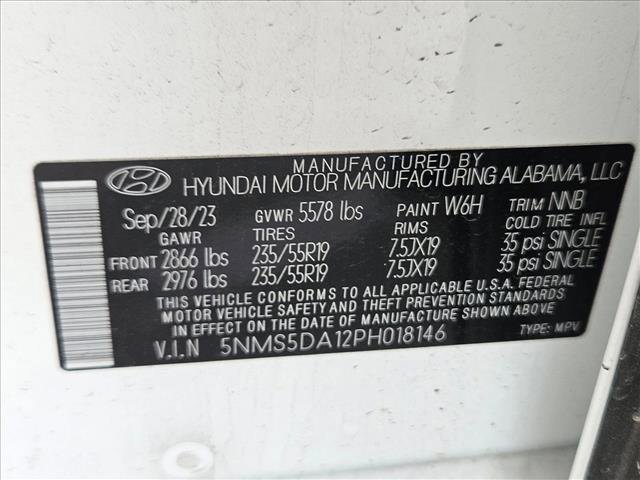 MANUFACTURED BY
HYUNDAI MOTOR MANUFACTURING ALABAMA, LLC
Sep/28/23 GVWR 5578 lbs PAINT W6H TRIM NNB
GAWR TIRES RIMS COLD TIRE INFL
FRONT 2866 lbs 235/55R19 7.5JX19 35 psi SINGLE
REAR 2976 lbs 235/55R19 7.5JX19 35 psi SINGLE
THIS VEHICLE CONFORMS TO ALL APPLICABLE U.S.A. FEDERAL
MOTOR VEHICLE SAFETY AND THEFT PREVENTION STANDARDS
IN EFFECT ON THE DATE OF MANUFACTURE SHOWN ABOVE.
V.I.N 5NMS5DA12PH018146 TYPE: MPV